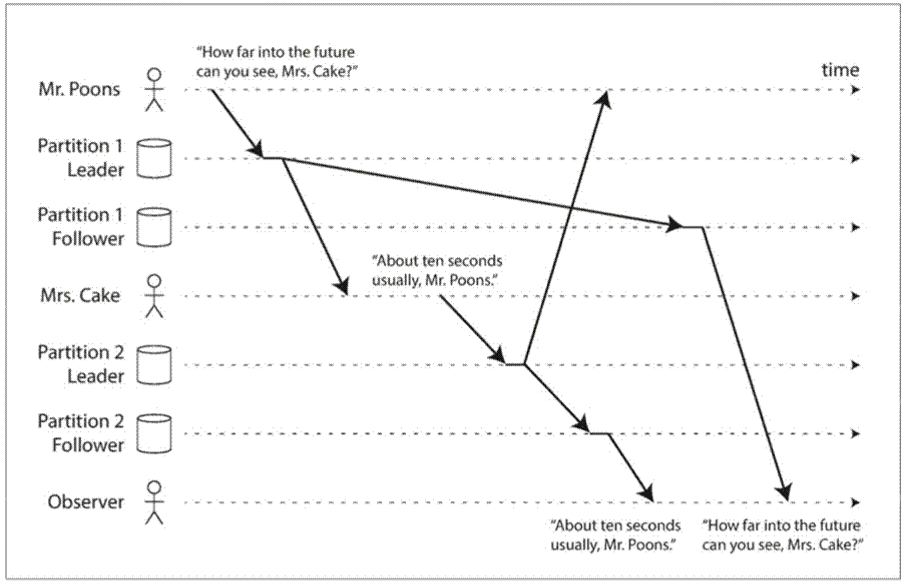 “How far into the future
can you see, Mrs. Cake?”
time
Mr. Poons
Partition 1
Leader
Partition 1
Follower
“About ten seconds
usually, Mr. Poons.”
Mrs. Cake
Partition 2
Leader
Partition 2
Follower
Observer
“About ten seconds
usually, Mr. Poons.”
“How far into the future
can you see, Mrs. Cake?”